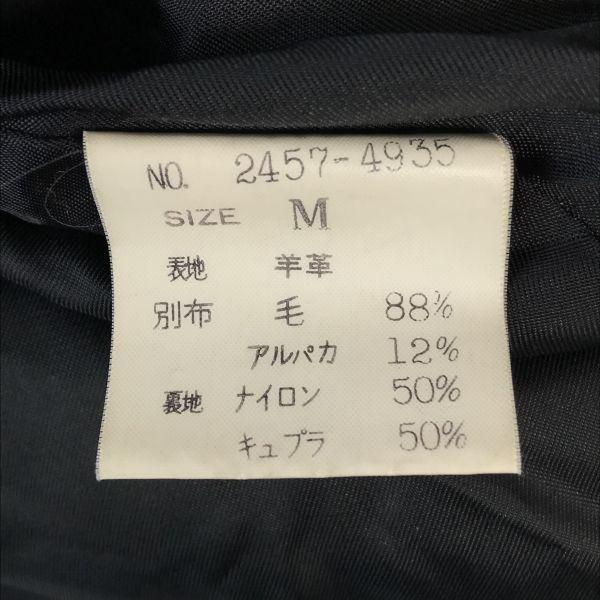 NO. 2457-4935
SIZE M
表地 羊革
別布 毛 88%
アルパカ 12%
裏地 ナイロン 50%
キュプラ 50%